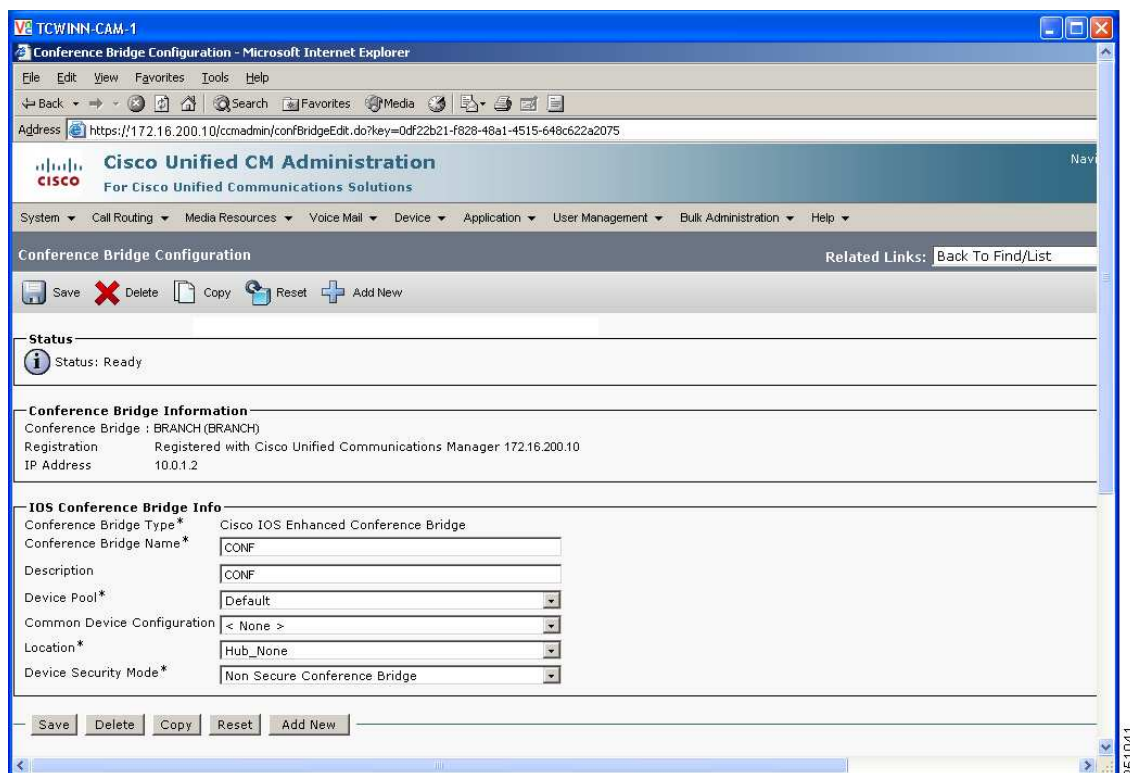 TCWINN-CAM-1
Conference Bridge Configuration - Microsoft Internet Explorer
File Edit View Favorites Tools Help
Back Search Favorites Media
Address https://172.16.200.10/ccmadmin/confBridgeEdit.do?key=0df22b21-f828-48a1-4515-648c622a2075
CISCO
Cisco Unified CM Administration
For Cisco Unified Communications Solutions
Navi
System Call Routing Media Resources Voice Mail Device Application User Management Bulk Administration Help
Conference Bridge Configuration Related Links: Back To Find/List
Save Delete Copy Reset Add New
Status
Status: Ready
Conference Bridge Information
Conference Bridge : BRANCH (BRANCH)
Registration Registered with Cisco Unified Communications Manager 172.16.200.10
IP Address 10.0.1.2
IOS Conference Bridge Info
Conference Bridge Type* Cisco IOS Enhanced Conference Bridge
Conference Bridge Name* CONF
Description CONF
Device Pool* Default
Common Device Configuration < None >
Location* Hub_None
Device Security Mode* Non Secure Conference Bridge
Save Delete Copy Reset Add New